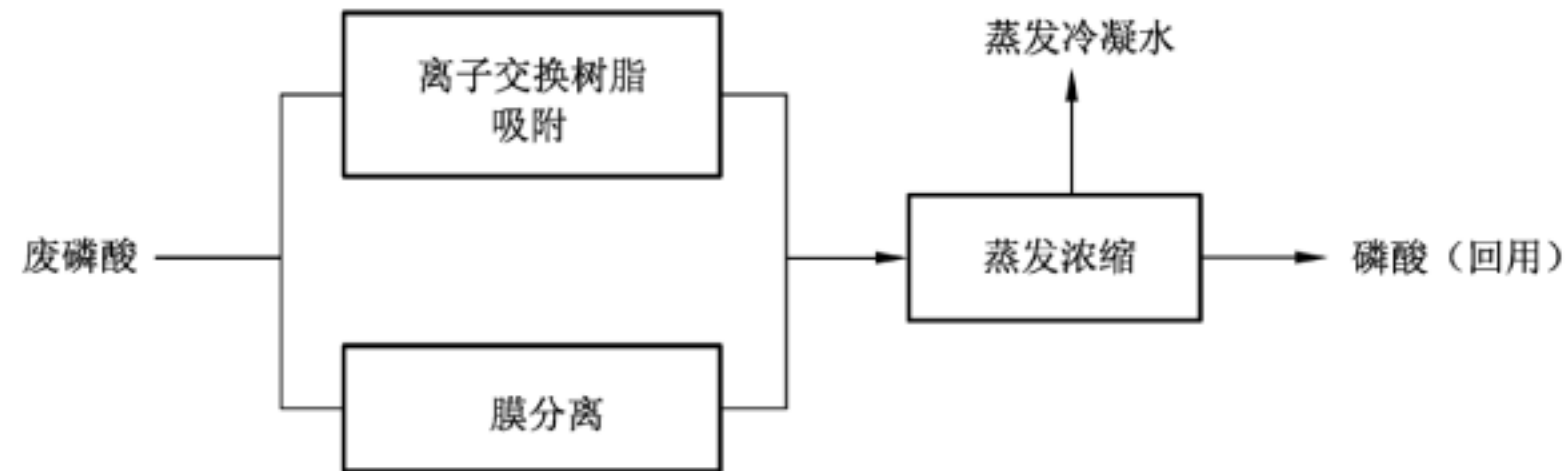 蒸发冷凝水
离子交换树脂
吸附
废磷酸
蒸发浓缩
磷酸（回用）
膜分离